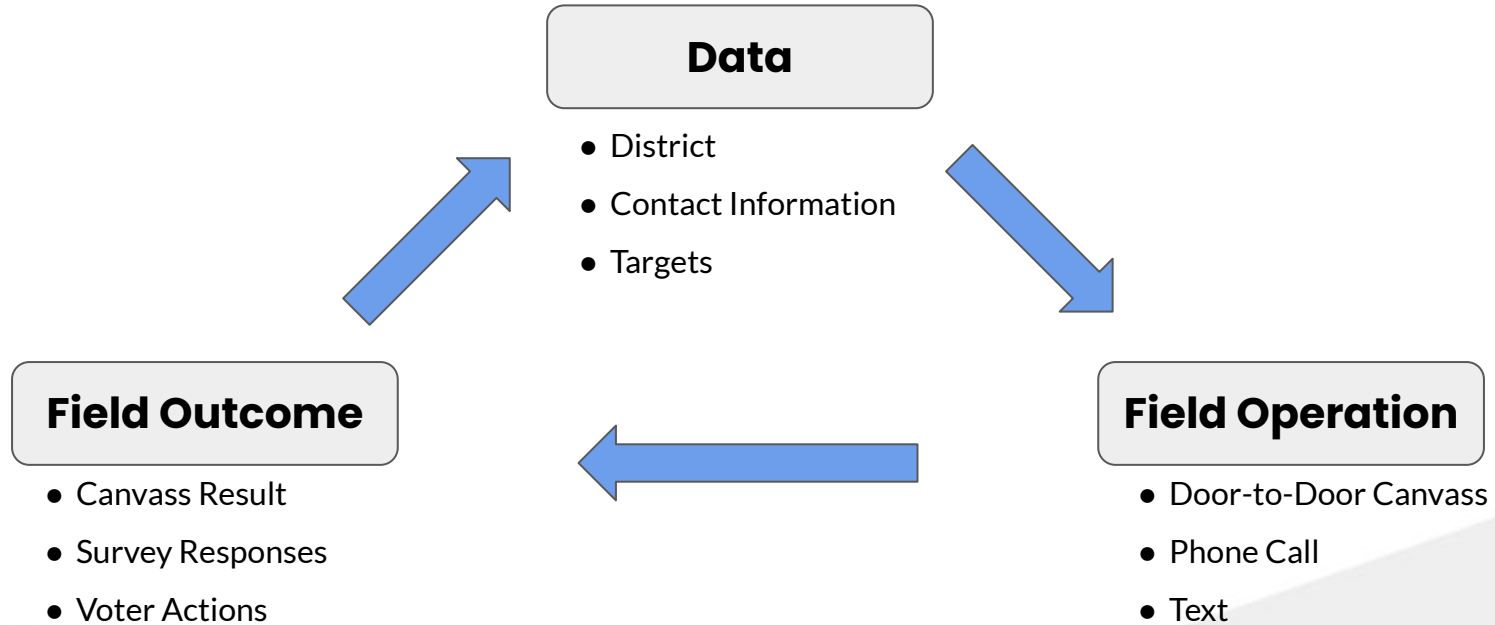 Data
● District
● Contact Information
● Targets
Field Outcome
● Canvass Result
● Survey Responses
● Voter Actions
Field Operation
● Door-to-Door Canvass
● Phone Call
● Text